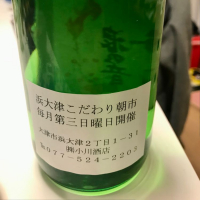 浜大津こだわり朝市
毎月第三日曜日開催
大津市浜大津2丁目1-31
㈱小川酒店
☎077-524-2203